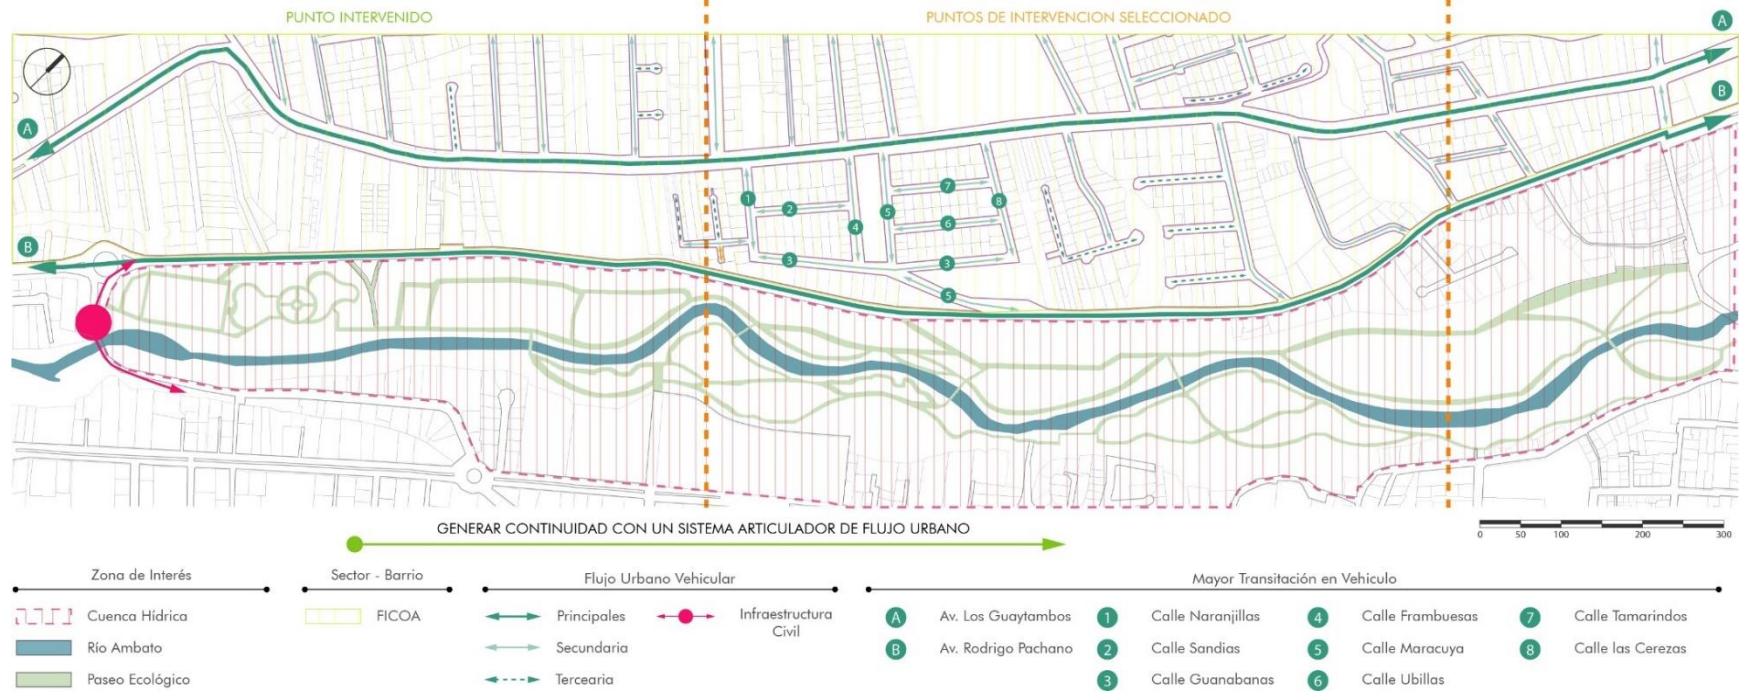 PUNTO INTERVENIDO
PUNTOS DE INTERVENCION SELECCIONADO
A
B
A
B
1
2
3
4
5
5
7
6
8
3
A
B
GENERAR CONTINUIDAD CON UN SISTEMA ARTICULADOR DE FLUJO URBANO
0 50 100 200 300
Zona de Interés
Cuenca Hídrica
Río Ambato
Paseo Ecológico
Sector - Barrio
FICOA
Flujo Urbano Vehicular
Principales
Secundaria
Tercearia
Infraestructura
Civil
Mayor Transitación en Vehiculo
A Av. Los Guaytambos
B Av. Rodrigo Pachano
1 Calle Naranjillas
2 Calle Sandias
3 Calle Guanabanas
4 Calle Frambuesas
5 Calle Maracuya
6 Calle Ubillas
7 Calle Tamarindos
8 Calle las Cerezas